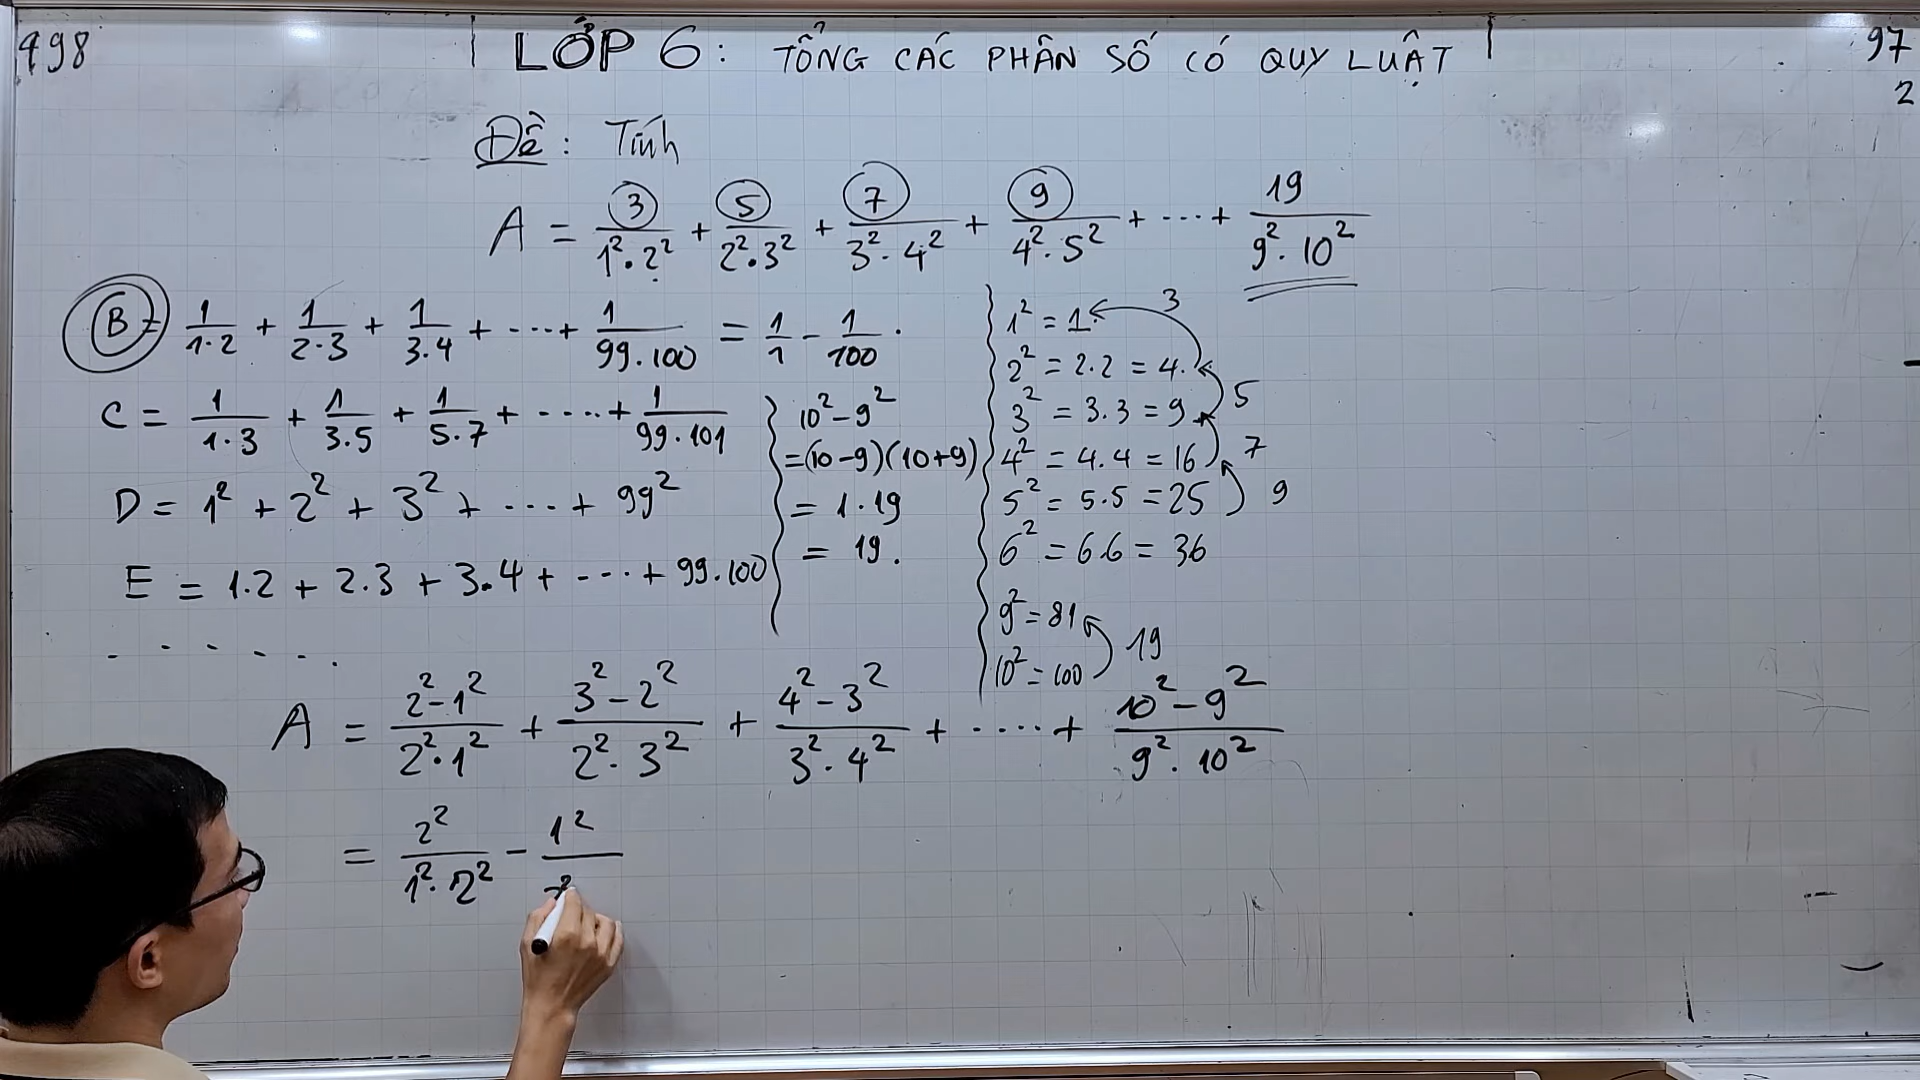 498
LỚP 6: TỔNG CÁC PHÂN SỐ CÓ QUY LUẬT
97
2
Đề: Tính
A = 3/(1².2²) + 5/(2².3²) + 7/(3².4²) + 9/(4².5²) + ... + 19/(9².10²)
B = 1/(1.2) + 1/(2.3) + 1/(3.4) + ... + 1/(99.100) = 1/1 - 1/100.
C = 1/(1.3) + 1/(3.5) + 1/(5.7) + .... + 1/(99.101)
D = 1² + 2² + 3² + .... + 99²
E = 1.2 + 2.3 + 3.4 + .... + 99.100
. . . . . .
10² - 9²
= (10 - 9)(10 + 9)
= 1.19
= 19.
1² = 1. 3
2² = 2.2 = 4.
3² = 3.3 = 9 5
4² = 4.4 = 16 7
5² = 5.5 = 25 9
6² = 6.6 = 36
9² = 81
10² = 100 19
A = (2² - 1²)/(2².1²) + (3² - 2²)/(2².3²) + (4² - 3²)/(3².4²) + .... + (10² - 9²)/(9².10²)
= 2²/(1².2²) - 1²/